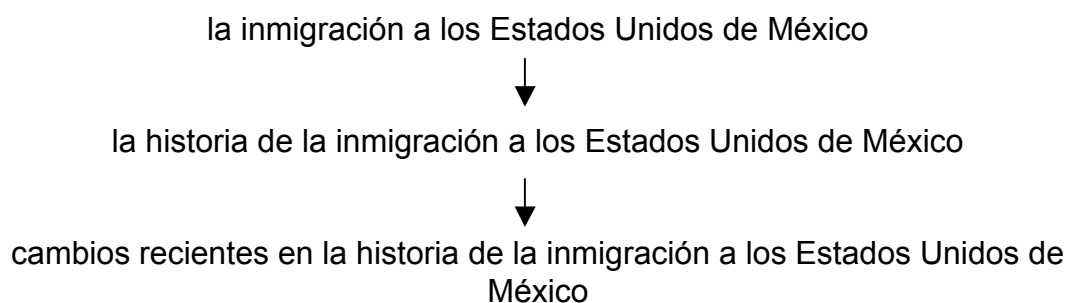 la inmigración a los Estados Unidos de México
la historia de la inmigración a los Estados Unidos de México
cambios recientes en la historia de la inmigración a los Estados Unidos de
México